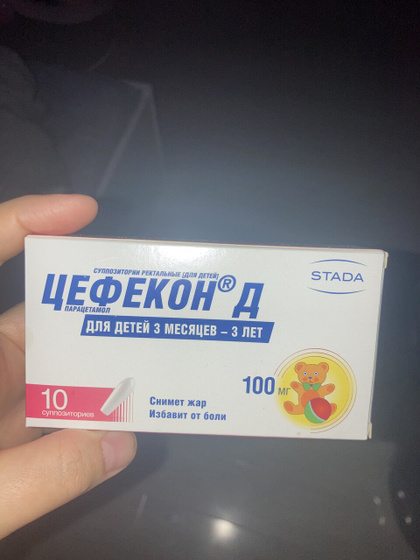 СУППОЗИТОРИИ РЕКТАЛЬНЫЕ [ДЛЯ ДЕТЕЙ]
STADA
ЦЕФЕКОН® Д
ПАРАЦЕТАМОЛ
ДЛЯ ДЕТЕЙ 3 МЕСЯЦЕВ – 3 ЛЕТ
100 мг
10
суппозиториев
Снимет жар
Избавит от боли